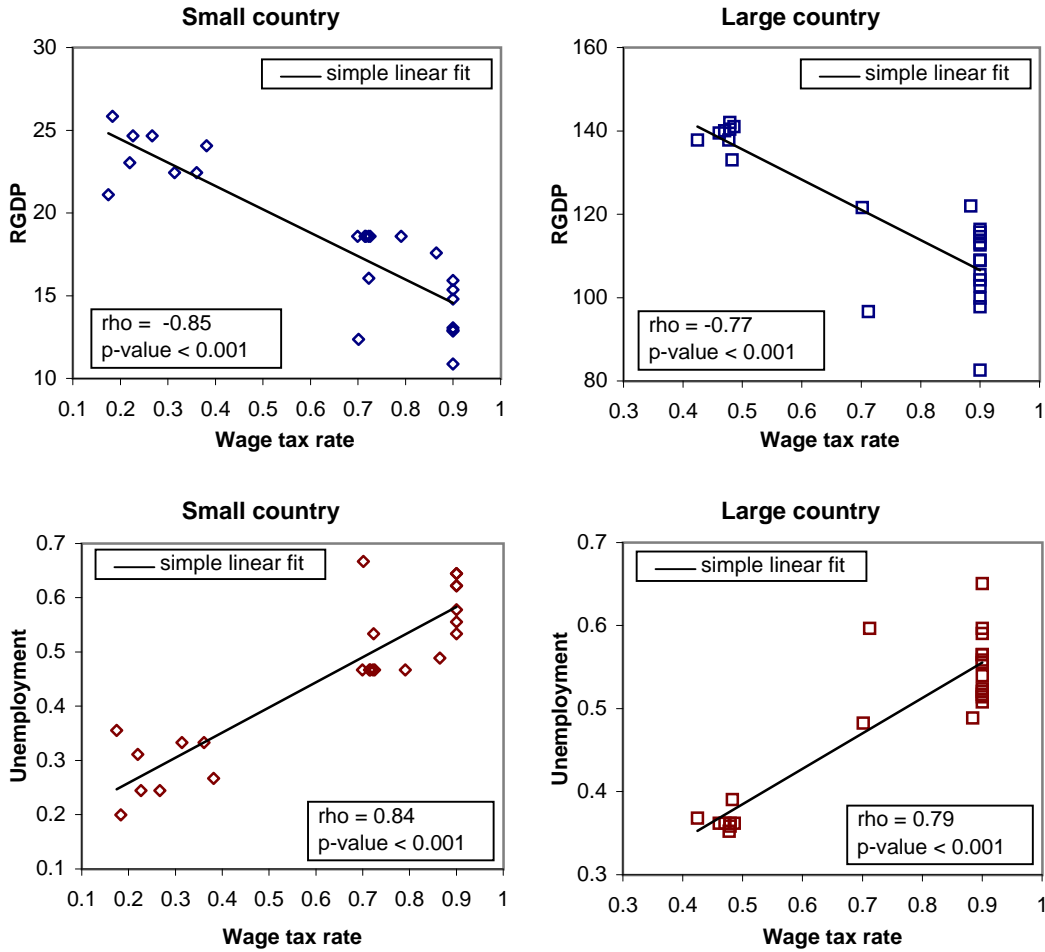 Small country
30
25
20
15
10
RGDP
simple linear fit
rho = -0.85
p-value < 0.001
0.1 0.2 0.3 0.4 0.5 0.6 0.7 0.8 0.9 1
Wage tax rate
Large country
160
140
120
100
80
RGDP
simple linear fit
rho = -0.77
p-value < 0.001
0.3 0.4 0.5 0.6 0.7 0.8 0.9 1
Wage tax rate
Small country
0.7
0.6
0.5
0.4
0.3
0.2
0.1
Unemployment
simple linear fit
rho = 0.84
p-value < 0.001
0.1 0.2 0.3 0.4 0.5 0.6 0.7 0.8 0.9 1
Wage tax rate
Large country
0.7
0.6
0.5
0.4
0.3
Unemployment
simple linear fit
rho = 0.79
p-value < 0.001
0.3 0.4 0.5 0.6 0.7 0.8 0.9 1
Wage tax rate